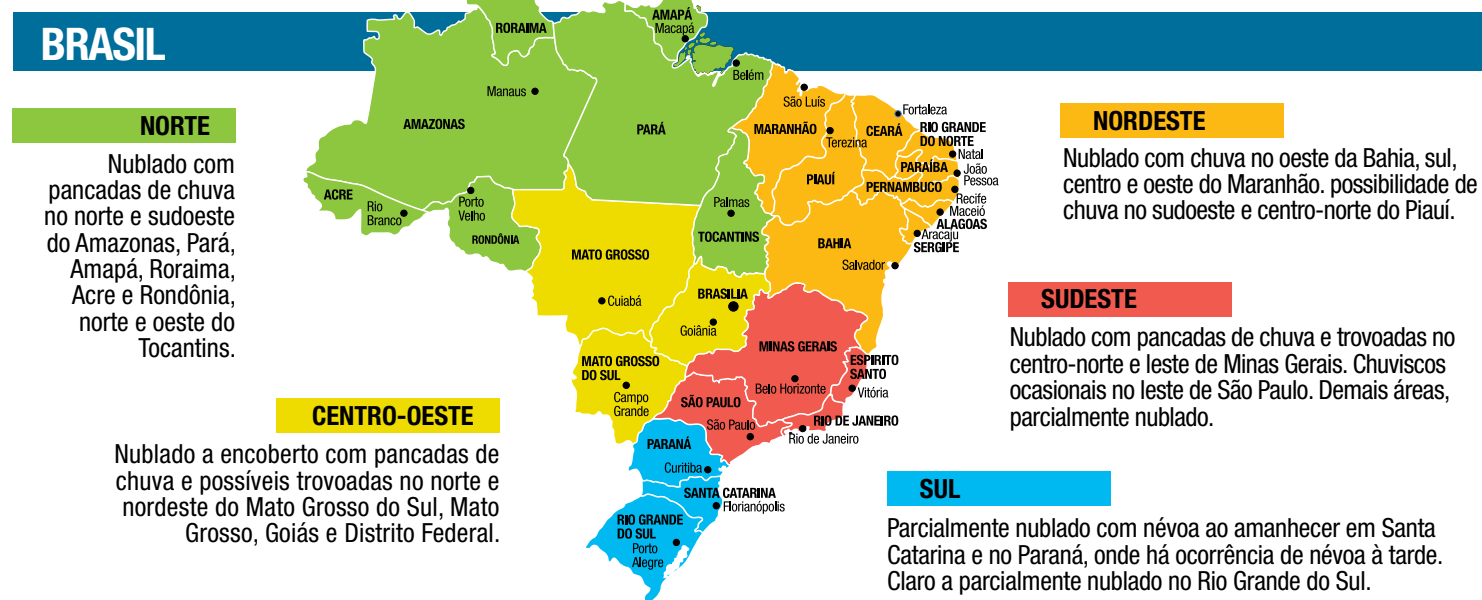 BRASIL
NORTE
Nublado com
pancadas de chuva
no norte e sudoeste
do Amazonas, Pará,
Amapá, Roraima,
Acre e Rondônia,
norte e oeste do
Tocantins.
CENTRO-OESTE
Nublado a encoberto com pancadas de
chuva e possíveis trovoadas no norte e
nordeste do Mato Grosso do Sul, Mato
Grosso, Goiás e Distrito Federal.
RORAIMA
AMAPÁ
Macapá
Belém
Manaus
AMAZONAS
PARÁ
ACRE
Rio
Branco
Porto
Velho
RONDÔNIA
Palmas
TOCANTINS
São Luís
MARANHÃO
Terezina
Fortaleza
CEARÁ
RIO GRANDE
DO NORTE
Natal
PARAÍBA
João
Pessoa
PIAUÍ
PERNAMBUCO
Recife
Maceió
ALAGOAS
Aracaju
SERGIPE
BAHIA
Salvador
MATO GROSSO
Cuiabá
BRASILIA
Goiânia
MATO GROSSO
DO SUL
Campo
Grande
MINAS GERAIS
Belo Horizonte
ESPIRITO
SANTO
Vitória
SÃO PAULO
São Paulo
RIO DE JANEIRO
Rio de Janeiro
PARANÁ
Curitiba
SANTA CATARINA
Florianópolis
RIO GRANDE
DO SUL
Porto
Alegre
NORDESTE
Nublado com chuva no oeste da Bahia, sul,
centro e oeste do Maranhão. possibilidade de
chuva no sudoeste e centro-norte do Piauí.
SUDESTE
Nublado com pancadas de chuva e trovoadas no
centro-norte e leste de Minas Gerais. Chuviscos
ocasionais no leste de São Paulo. Demais áreas,
parcialmente nublado.
SUL
Parcialmente nublado com névoa ao amanhecer em Santa
Catarina e no Paraná, onde há ocorrência de névoa à tarde.
Claro a parcialmente nublado no Rio Grande do Sul.